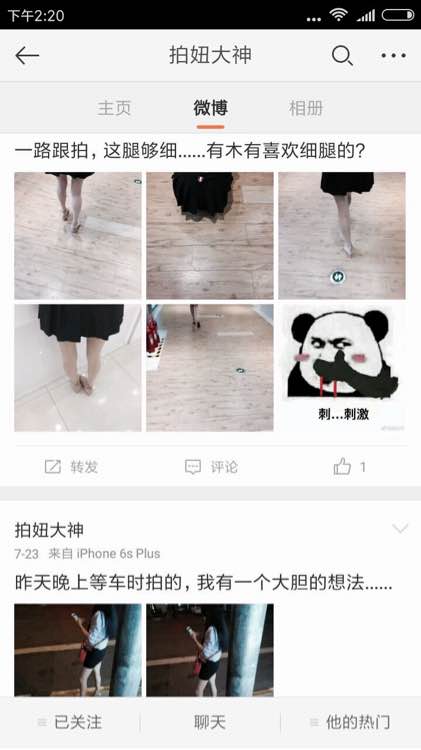 下午2:20
拍妞大神
主页 微博 相册
一路跟拍，这腿够细......有木有喜欢细腿的?
刺...刺激
转发 评论 1
拍妞大神
7-23 来自 iPhone 6s Plus
昨天晚上等车时拍的，我有一个大胆的想法......
已关注 聊天 他的热门